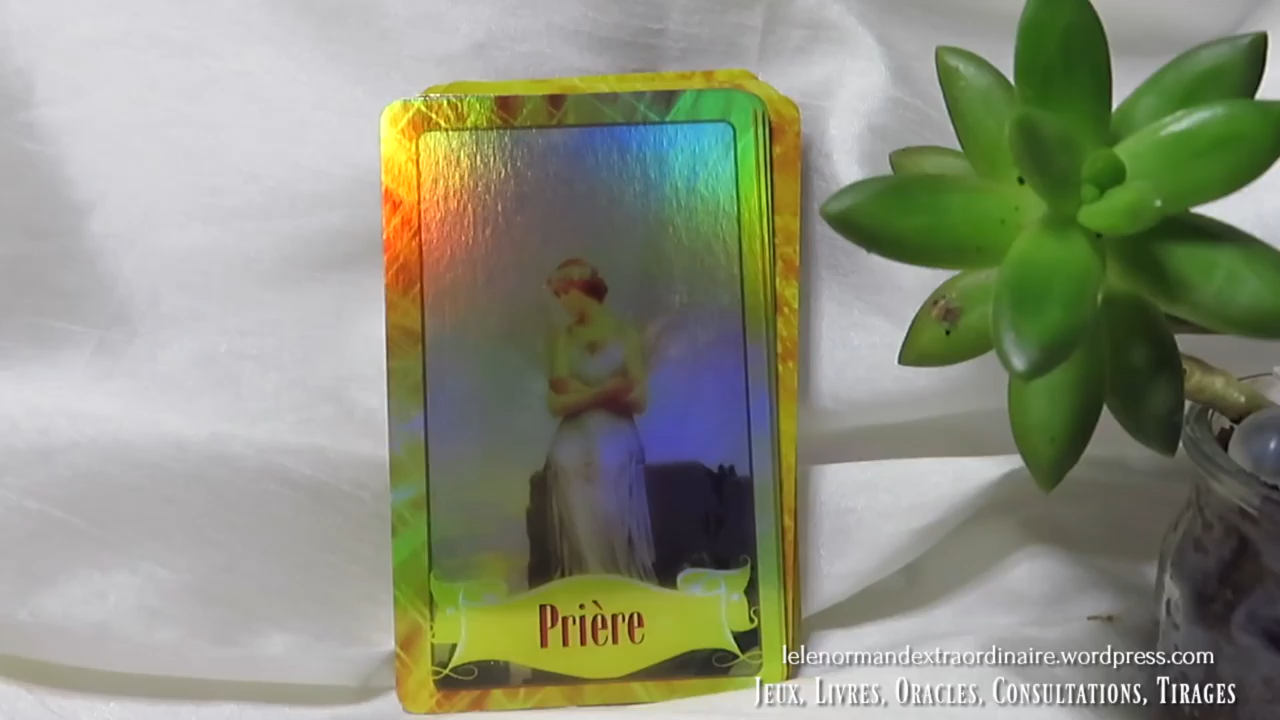 Prière
lelenormandextraordinaire.wordpress.com
Jeux, Livres, Oracles, Consultations, Tirages